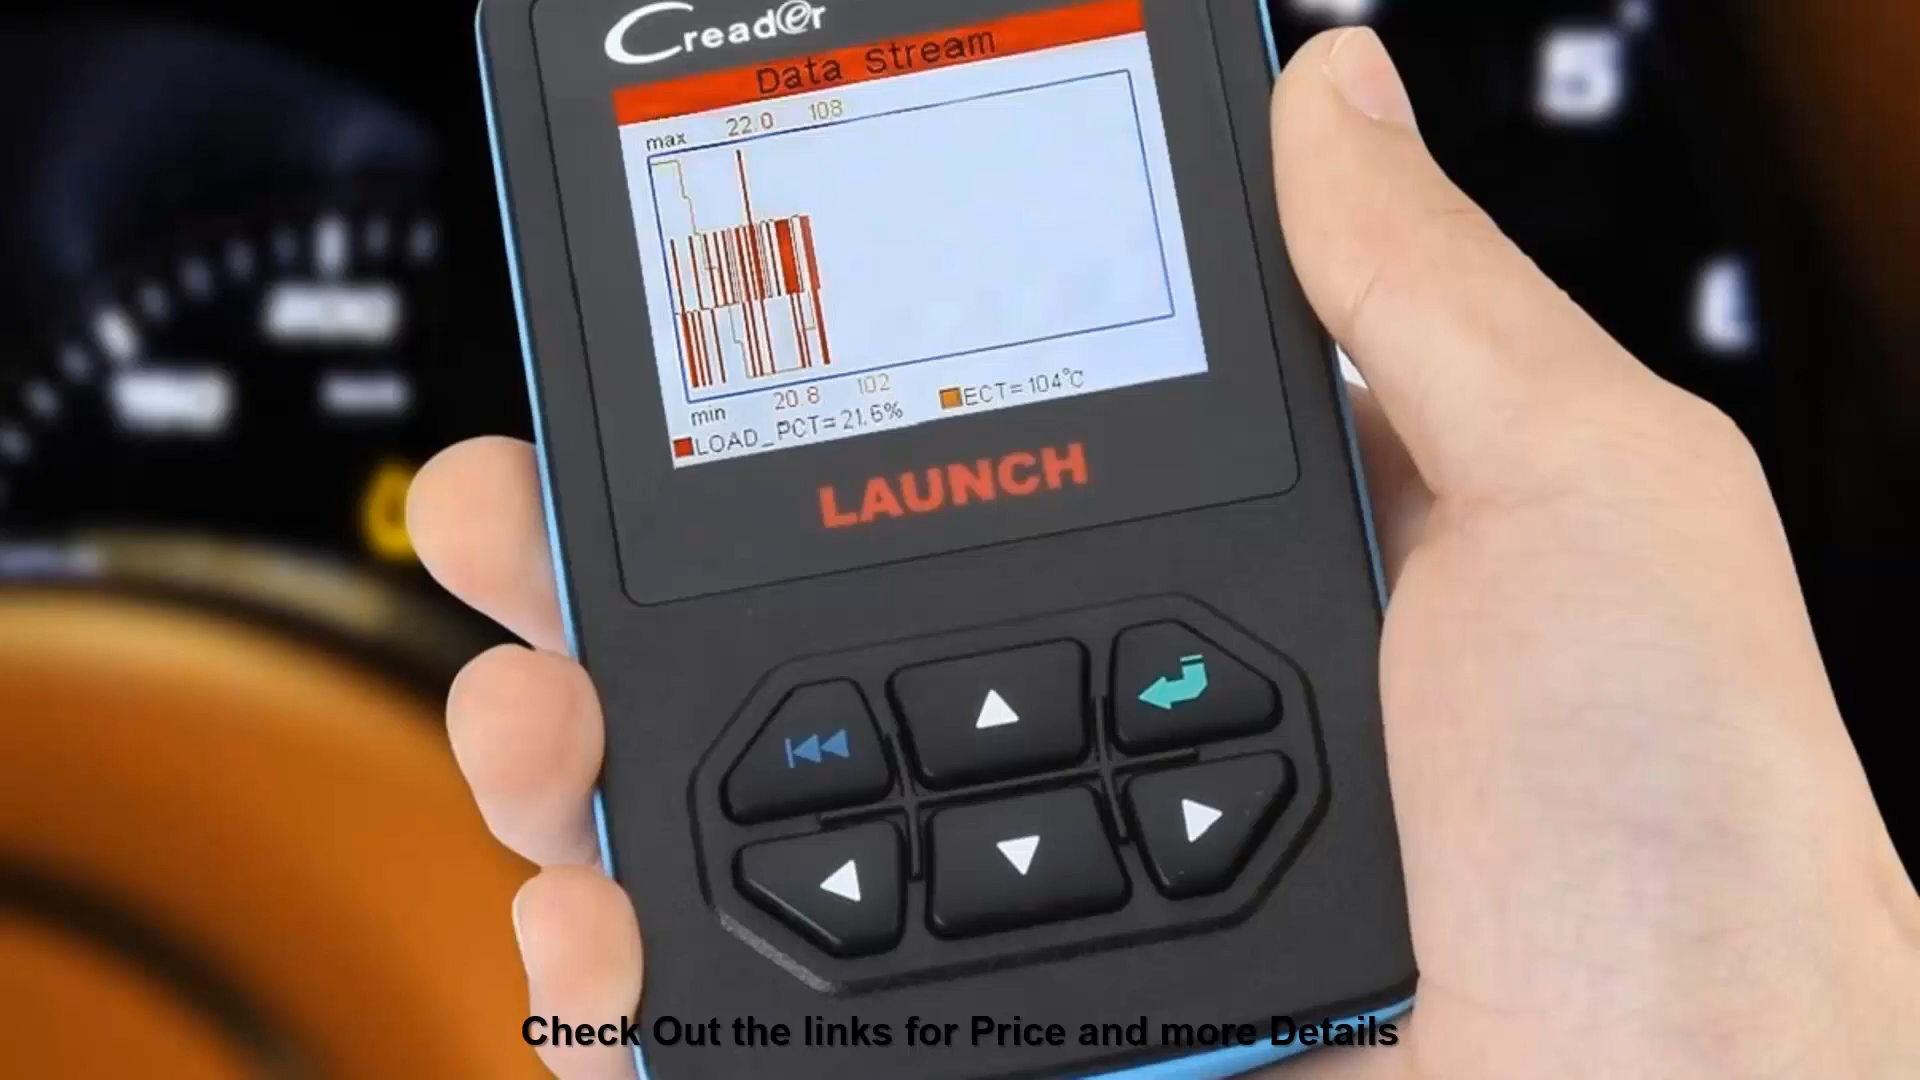 Creader
Data Stream
max 22.0 108
min 20.8 102
LOAD_PCT=21.6% ECT=104°C
LAUNCH
5
Check Out the links for Price and more Details